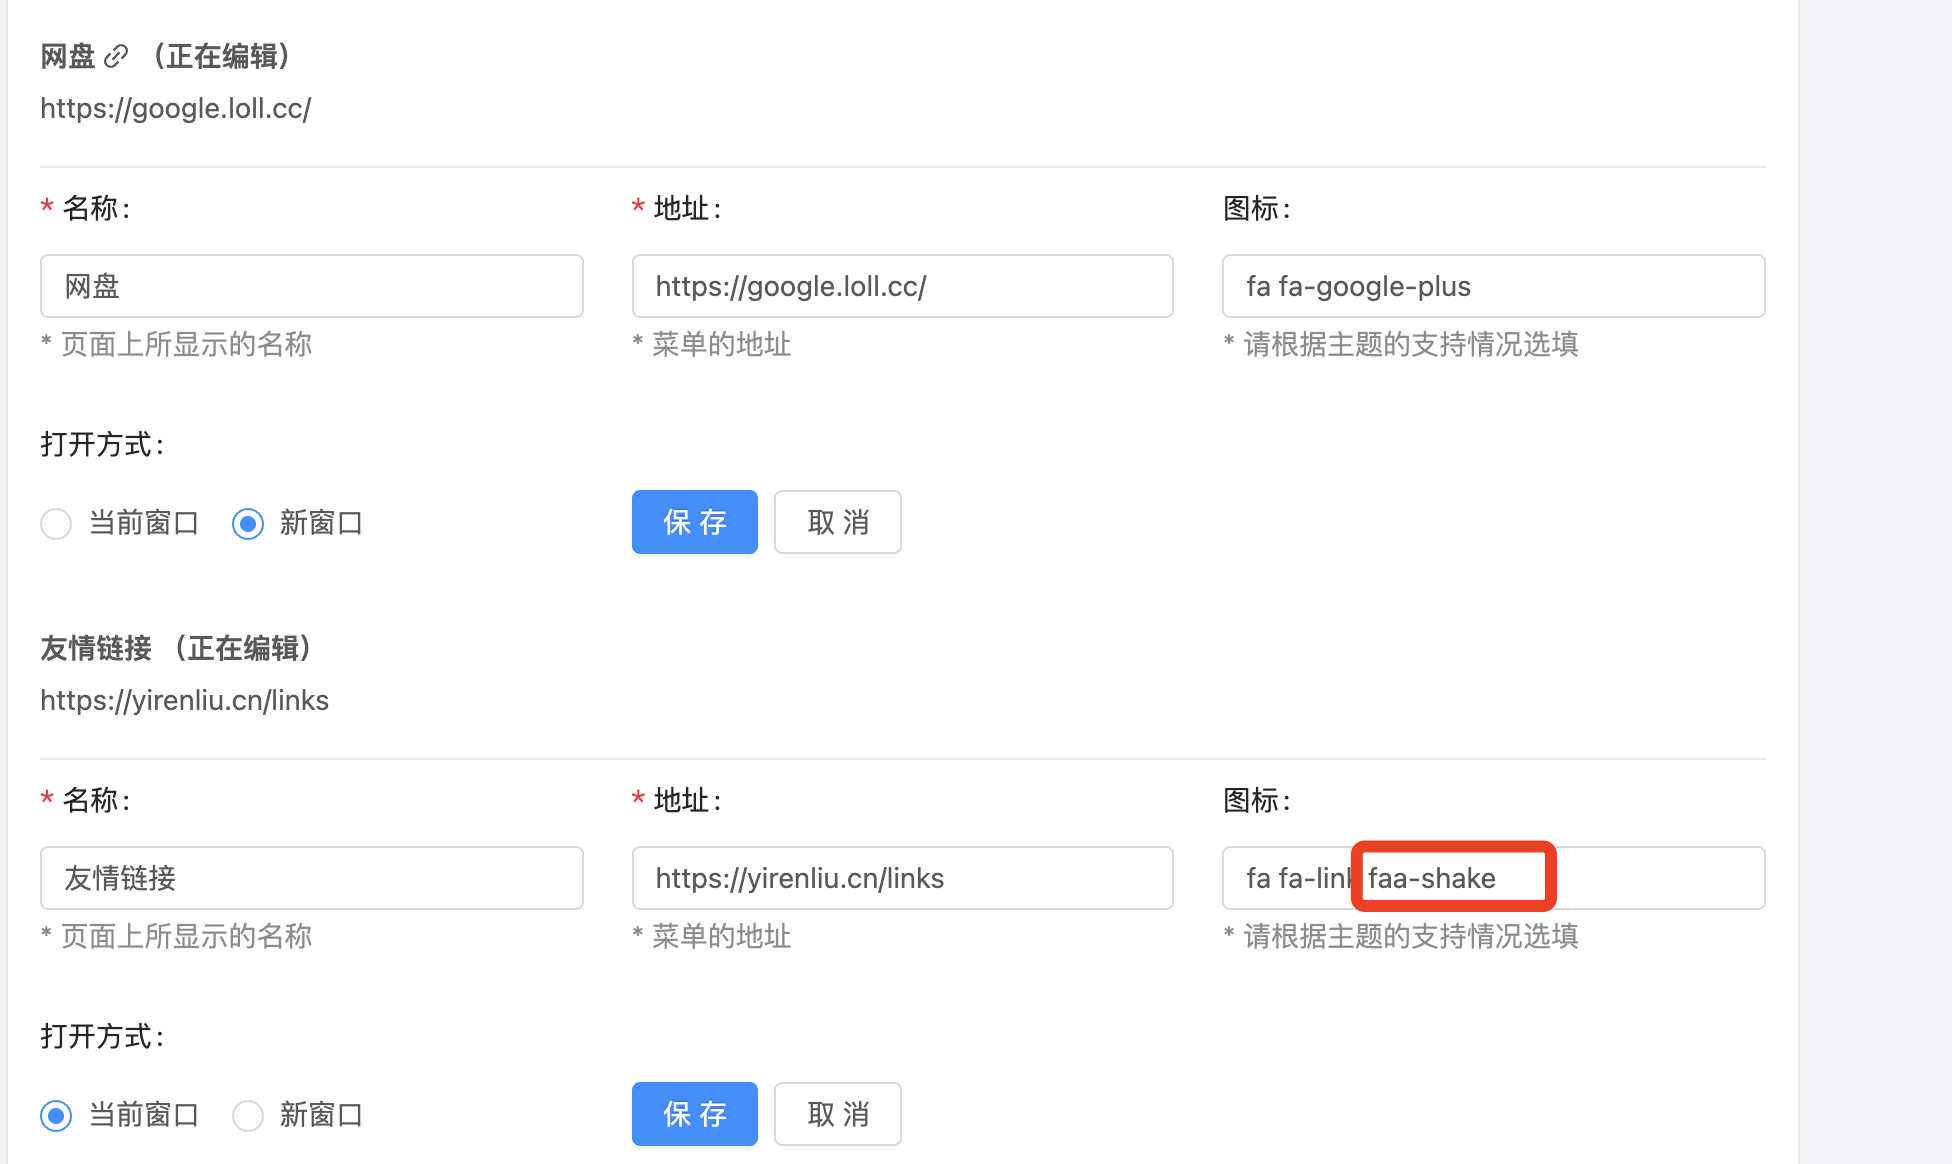 网盘 （正在编辑）
https://google.loll.cc/
* 名称：
* 地址：
图标：
网盘
https://google.loll.cc/
fa fa-google-plus
* 页面上所显示的名称
* 菜单的地址
* 请根据主题的支持情况选填
打开方式：
当前窗口 新窗口
保 存 取 消
友情链接 （正在编辑）
https://yirenliu.cn/links
* 名称：
* 地址：
图标：
友情链接
https://yirenliu.cn/links
fa fa-link faa-shake
* 页面上所显示的名称
* 菜单的地址
* 请根据主题的支持情况选填
打开方式：
当前窗口 新窗口
保 存 取 消